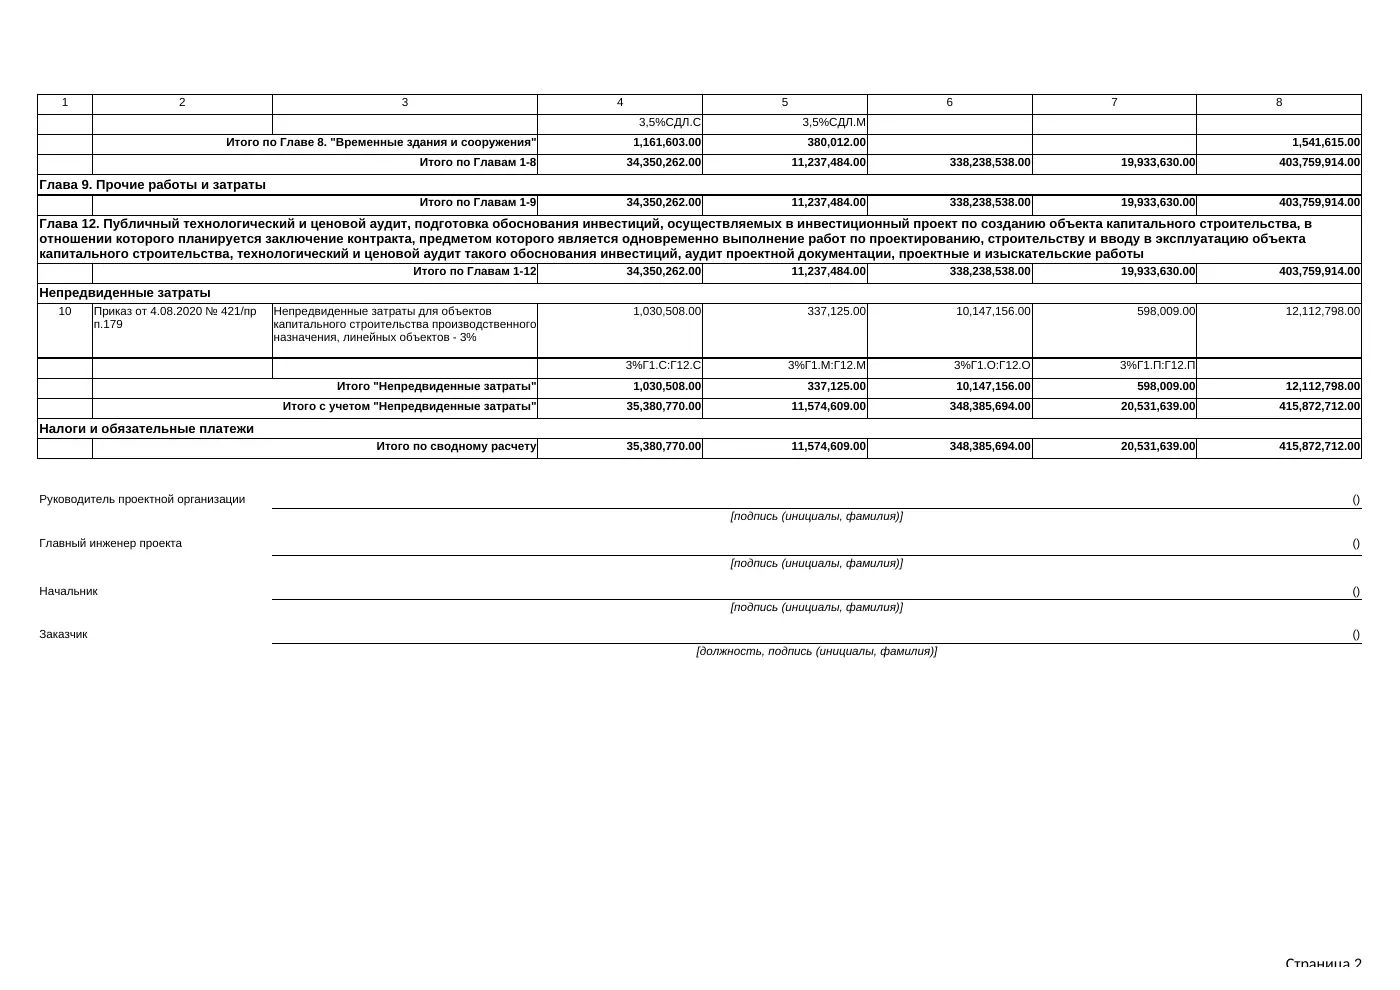 1 2 3 4 5 6 7 8
3,5%СДЛ.С 3,5%СДЛ.М
Итого по Главе 8. "Временные здания и сооружения" 1,161,603.00 380,012.00 1,541,615.00
Итого по Главам 1-8 34,350,262.00 11,237,484.00 338,238,538.00 19,933,630.00 403,759,914.00
Глава 9. Прочие работы и затраты
Итого по Главам 1-9 34,350,262.00 11,237,484.00 338,238,538.00 19,933,630.00 403,759,914.00
Глава 12. Публичный технологический и ценовой аудит, подготовка обоснования инвестиций, осуществляемых в инвестиционный проект по созданию объекта капитального строительства, в
отношении которого планируется заключение контракта, предметом которого является одновременно выполнение работ по проектированию, строительству и вводу в эксплуатацию объекта
капитального строительства, технологический и ценовой аудит такого обоснования инвестиций, аудит проектной документации, проектные и изыскательские работы
Итого по Главам 1-12 34,350,262.00 11,237,484.00 338,238,538.00 19,933,630.00 403,759,914.00
Непредвиденные затраты
10 Приказ от 4.08.2020 № 421/пр Непредвиденные затраты для объектов 1,030,508.00 337,125.00 10,147,156.00 598,009.00 12,112,798.00
п.179 капитального строительства производственного
назначения, линейных объектов - 3%
3%Г1.С:Г12.С 3%Г1.М:Г12.М 3%Г1.О:Г12.О 3%Г1.П:Г12.П
Итого "Непредвиденные затраты" 1,030,508.00 337,125.00 10,147,156.00 598,009.00 12,112,798.00
Итого с учетом "Непредвиденные затраты" 35,380,770.00 11,574,609.00 348,385,694.00 20,531,639.00 415,872,712.00
Налоги и обязательные платежи
Итого по сводному расчету 35,380,770.00 11,574,609.00 348,385,694.00 20,531,639.00 415,872,712.00
Руководитель проектной организации ()
[подпись (инициалы, фамилия)]
Главный инженер проекта ()
[подпись (инициалы, фамилия)]
Начальник ()
[подпись (инициалы, фамилия)]
Заказчик ()
[должность, подпись (инициалы, фамилия)]
Страница 2